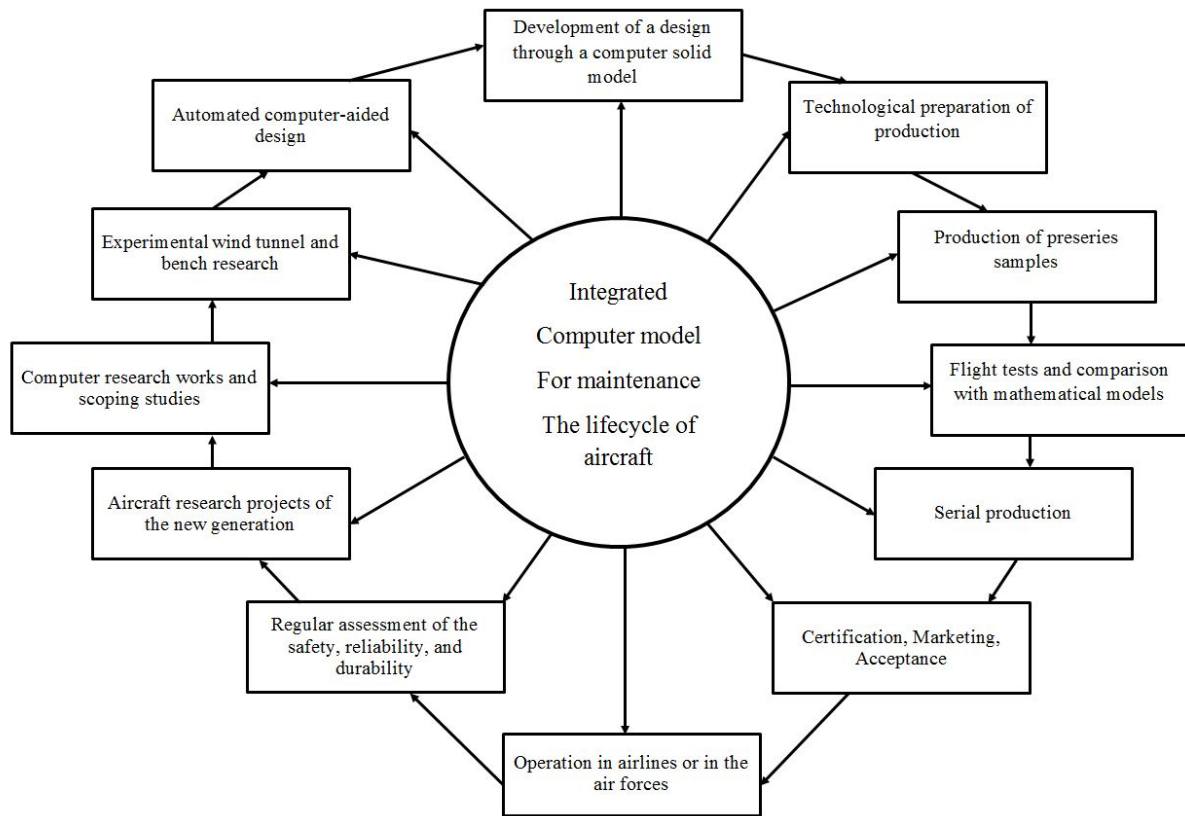 Development of a design
through a computer solid
model
Automated computer-aided
design
Technological preparation of
production
Experimental wind tunnel and
bench research
Production of preseries
samples
Integrated
Computer model
For maintenance
The lifecycle of
aircraft
Computer research works and
scoping studies
Flight tests and comparison
with mathematical models
Aircraft research projects of
the new generation
Serial production
Regular assessment of the
safety, reliability, and
durability
Certification, Marketing,
Acceptance
Operation in airlines or in the
air forces